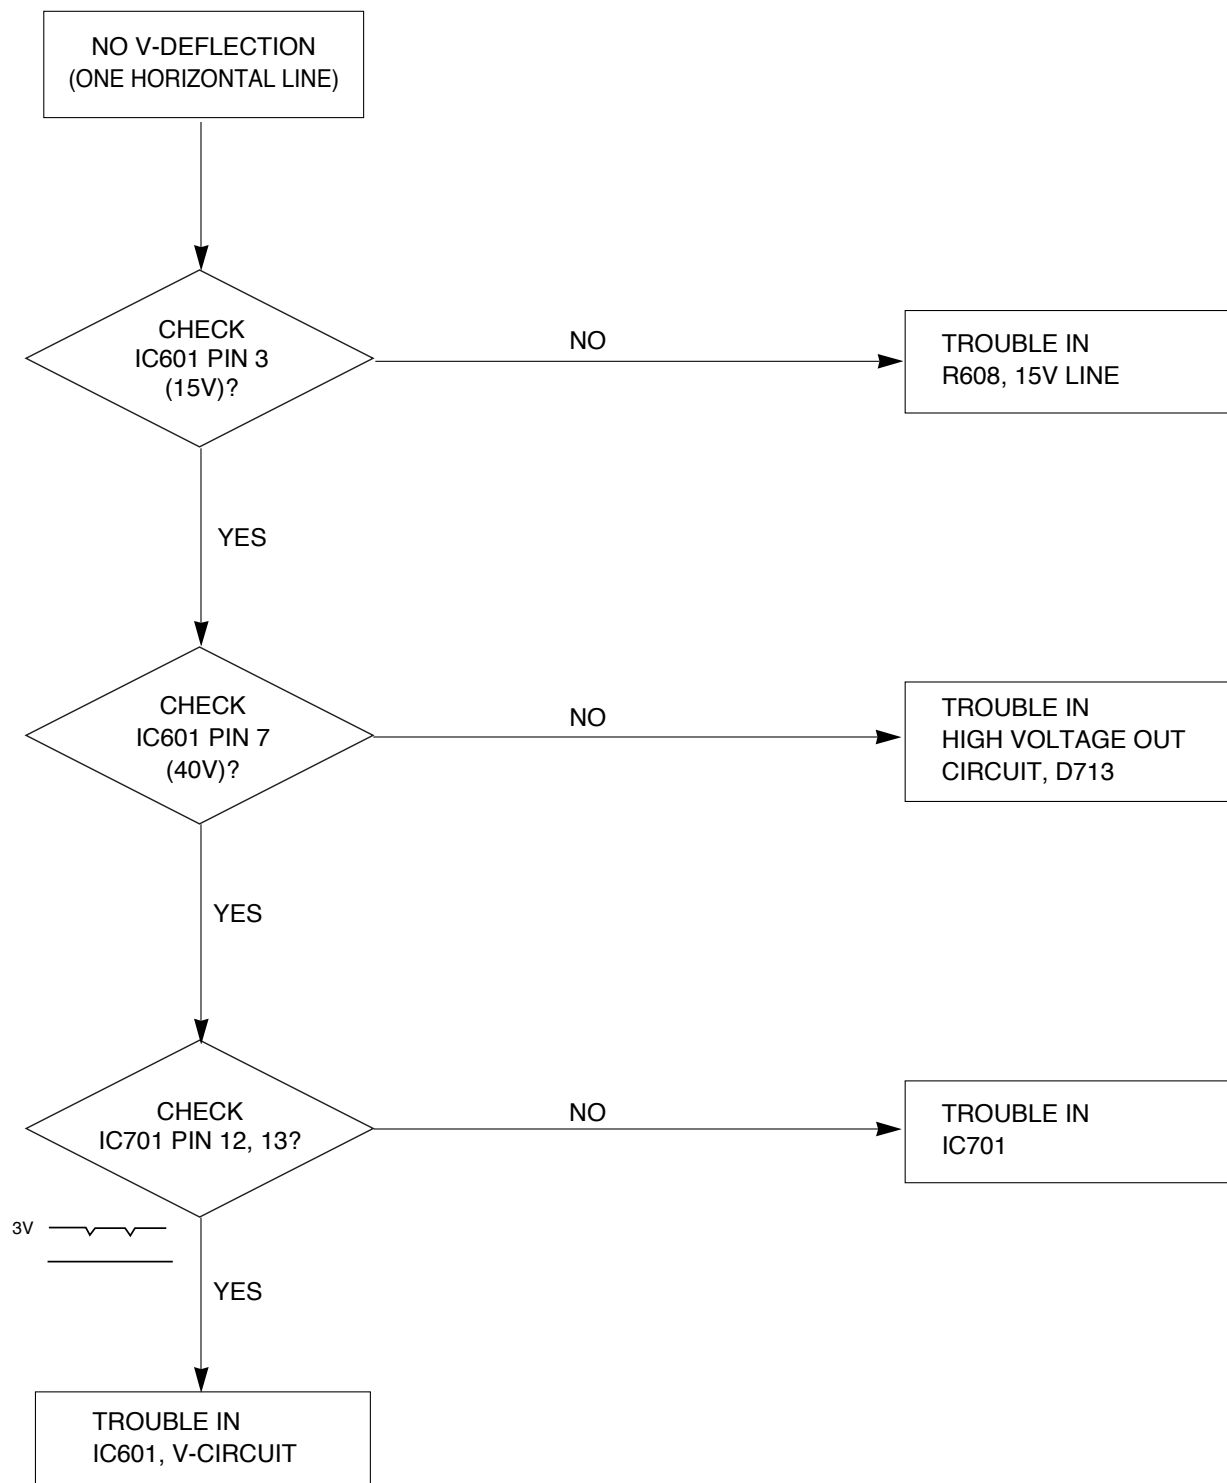 NO V-DEFLECTION
(ONE HORIZONTAL LINE)
CHECK
IC601 PIN 3
(15V)?
NO
TROUBLE IN
R608, 15V LINE
YES
CHECK
IC601 PIN 7
(40V)?
NO
TROUBLE IN
HIGH VOLTAGE OUT
CIRCUIT, D713
YES
CHECK
IC701 PIN 12, 13?
NO
TROUBLE IN
IC701
3V
YES
TROUBLE IN
IC601, V-CIRCUIT